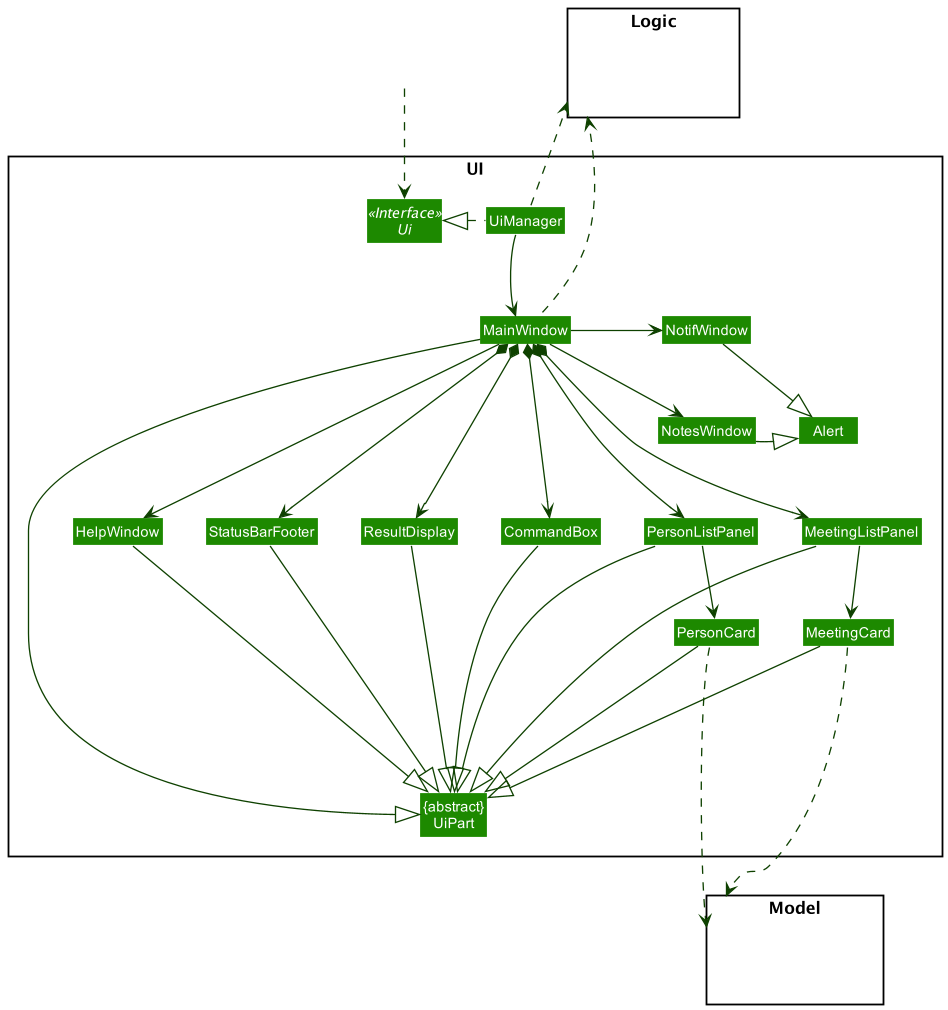 Logic
UI
«Interface»
Ui
UiManager
MainWindow
NotifWindow
NotesWindow
Alert
HelpWindow
StatusBarFooter
ResultDisplay
CommandBox
PersonListPanel
MeetingListPanel
PersonCard
MeetingCard
{abstract}
UiPart
Model